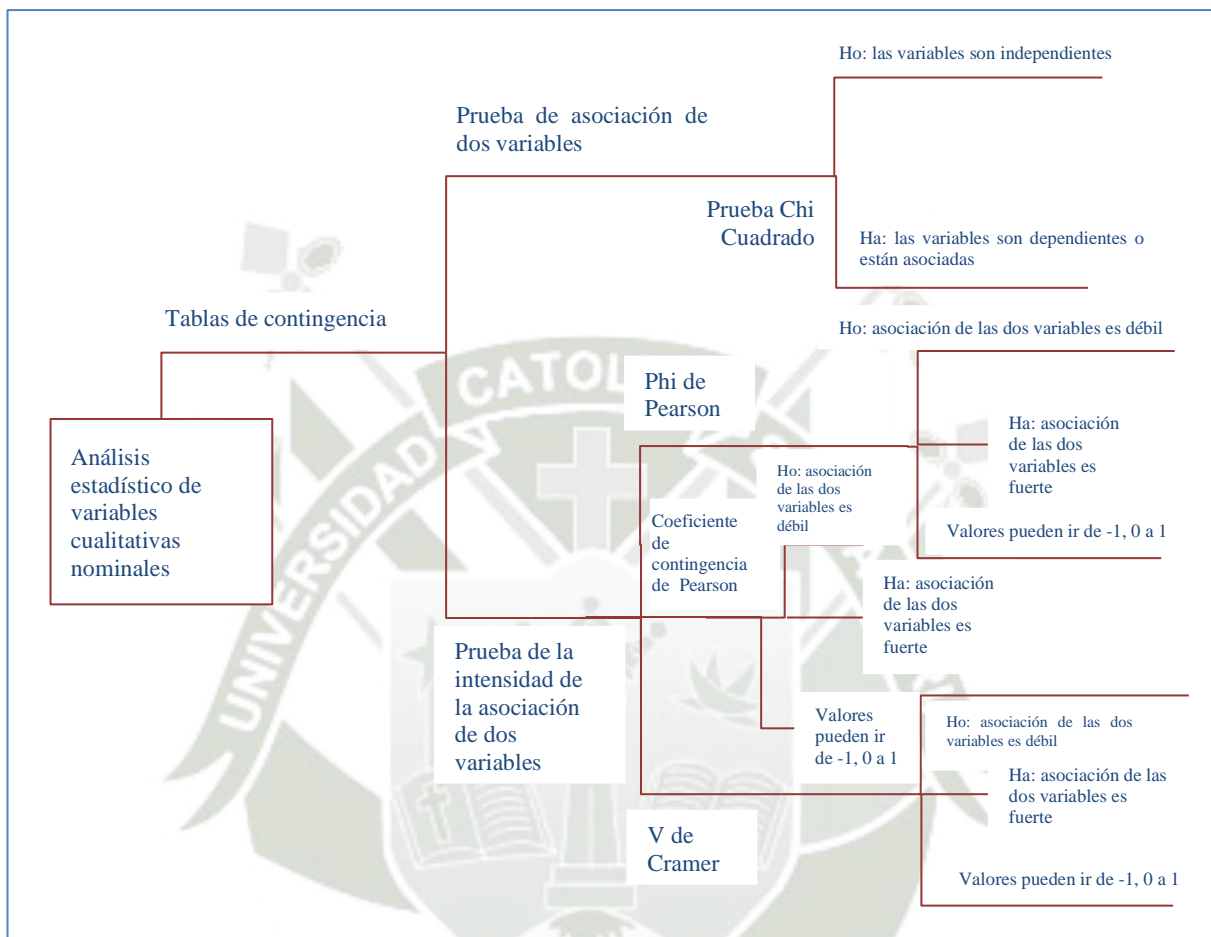 Ho: las variables son independientes
Prueba de asociación de
dos variables
Prueba Chi
Cuadrado
Ha: las variables son dependientes o
están asociadas
Tablas de contingencia
Ho: asociación de las dos variables es débil
Phi de
Pearson
Ha: asociación
de las dos
variables es
fuerte
Análisis
estadístico de
variables
cualitativas
nominales
Ho: asociación
de las dos
variables es
débil
Coeficiente
de
contingencia
de Pearson
Valores pueden ir de -1, 0 a 1
Ha: asociación
de las dos
variables es
fuerte
Prueba de la
intensidad de
la asociación
de dos
variables
Valores
pueden ir
de -1, 0 a 1
Ho: asociación de las dos
variables es débil
Ha: asociación de las
dos variables es
fuerte
V de
Cramer
Valores pueden ir de -1, 0 a 1
UNIVERSIDAD